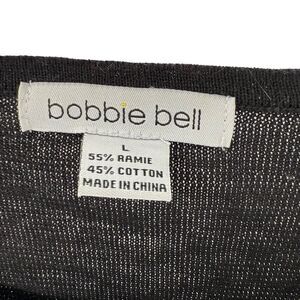 bobbie bell
L
55% RAMIE
45% COTTON
MADE IN CHINA